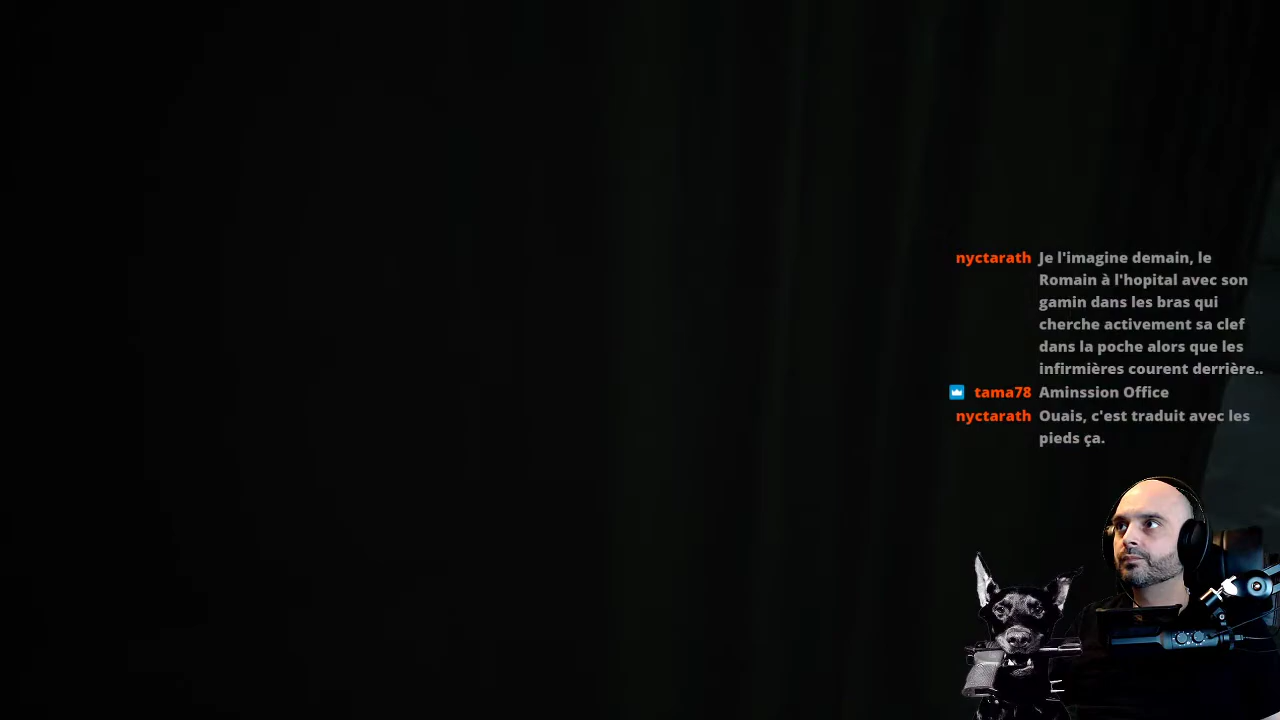 nyctarath Je l'imagine demain, le
Romain à l'hopital avec son
gamin dans les bras qui
cherche activement sa clef
dans la poche alors que les
infirmières courent derrière..
tama78 Aminssion Office
nyctarath Ouais, c'est traduit avec les
pieds ça.